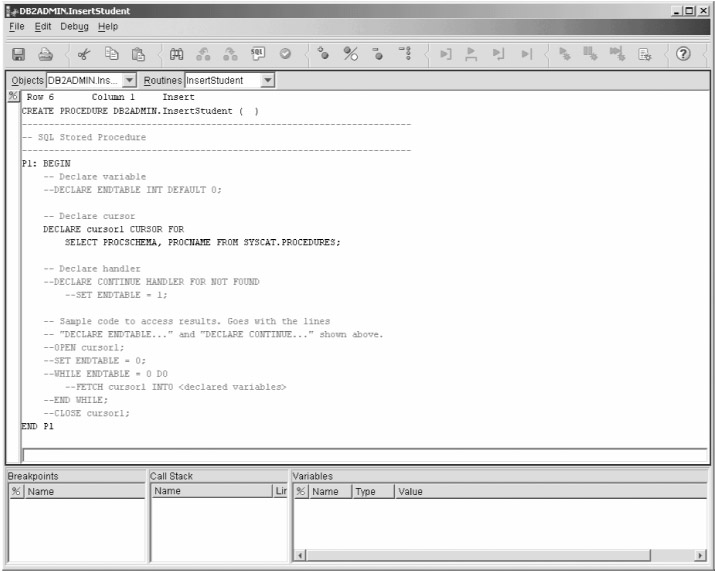 DB2ADMIN.InsertStudent
File Edit Debug Help
SQL
Objects DB2ADMIN.Ins... Routines InsertStudent
Row 6 Column 1 Insert
CREATE PROCEDURE DB2ADMIN.InsertStudent ( )
------------------------------------------------------------------------
-- SQL Stored Procedure
------------------------------------------------------------------------
P1: BEGIN
-- Declare variable
--DECLARE ENDTABLE INT DEFAULT 0;
-- Declare cursor
DECLARE cursor1 CURSOR FOR
SELECT PROCSCHEMA, PROCNAME FROM SYSCAT.PROCEDURES;
-- Declare handler
--DECLARE CONTINUE HANDLER FOR NOT FOUND
--SET ENDTABLE = 1;
-- Sample code to access results. Goes with the lines
-- "DECLARE ENDTABLE..." and "DECLARE CONTINUE..." shown above.
--OPEN cursor1;
--SET ENDTABLE = 0;
--WHILE ENDTABLE = 0 DO
--FETCH cursor1 INTO <declared variables>
--END WHILE;
--CLOSE cursor1;
END P1
Breakpoints Call Stack Variables
Name Name Lir Name Type Value